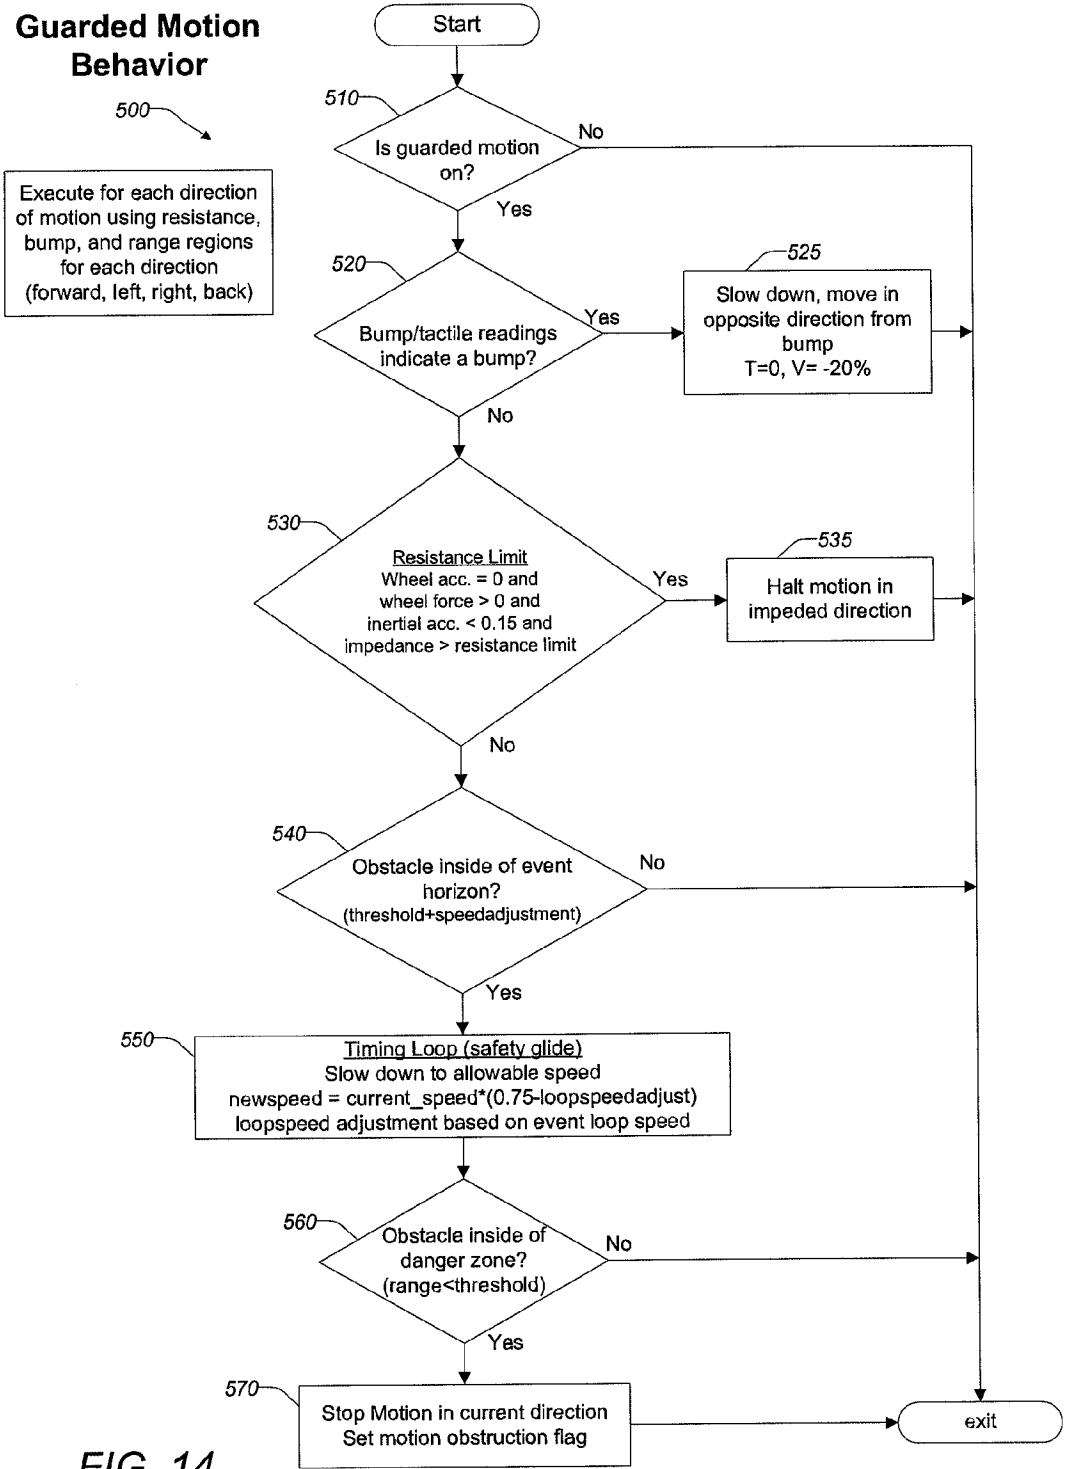 Guarded Motion
Behavior
500
Execute for each direction
of motion using resistance,
bump, and range regions
for each direction
(forward, left, right, back)
Start
510
Is guarded motion
on?
No
Yes
520
Bump/tactile readings
indicate a bump?
Yes
525
Slow down, move in
opposite direction from
bump
T=0, V= -20%
No
530
Resistance Limit
Wheel acc. = 0 and
wheel force > 0 and
inertial acc. < 0.15 and
impedance > resistance limit
Yes
535
Halt motion in
impeded direction
No
540
Obstacle inside of event
horizon?
(threshold+speedadjustment)
No
Yes
550
Timing Loop (safety glide)
Slow down to allowable speed
newspeed = current_speed*(0.75-loopspeedadjust)
loopspeed adjustment based on event loop speed
560
Obstacle inside of
danger zone?
(range<threshold)
No
Yes
570
Stop Motion in current direction
Set motion obstruction flag
exit
FIG. 14